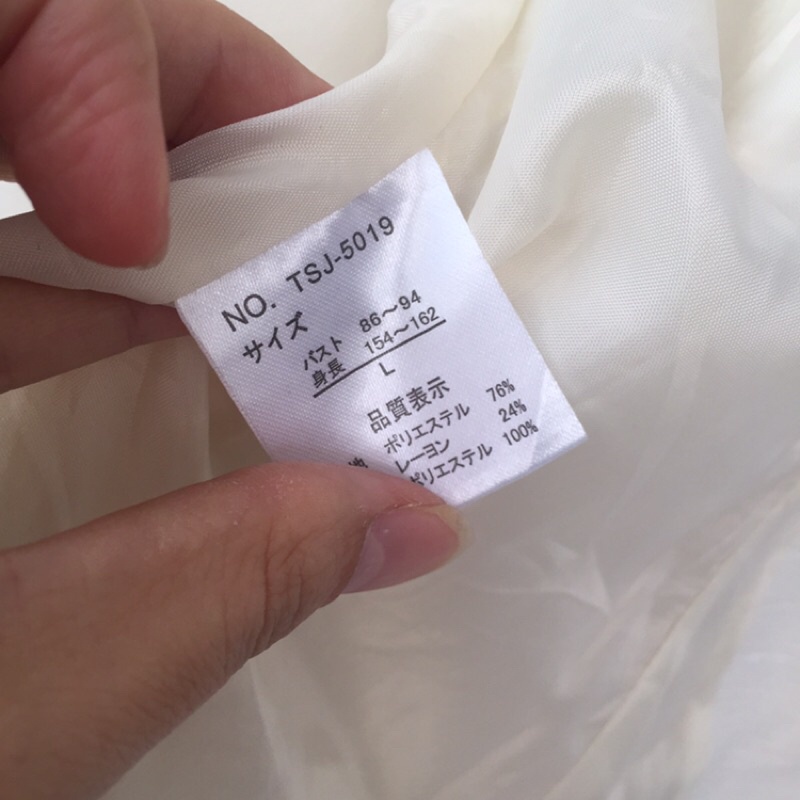 NO. TSJ-5019
サイズ
バスト 86～94
身長 154～162
L
品質表示
ポリエステル 76%
レーヨン 24%
ポリエステル 100%